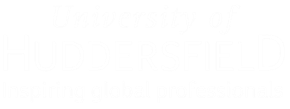 University of
HUDDERSFIELD
Inspiring global professionals